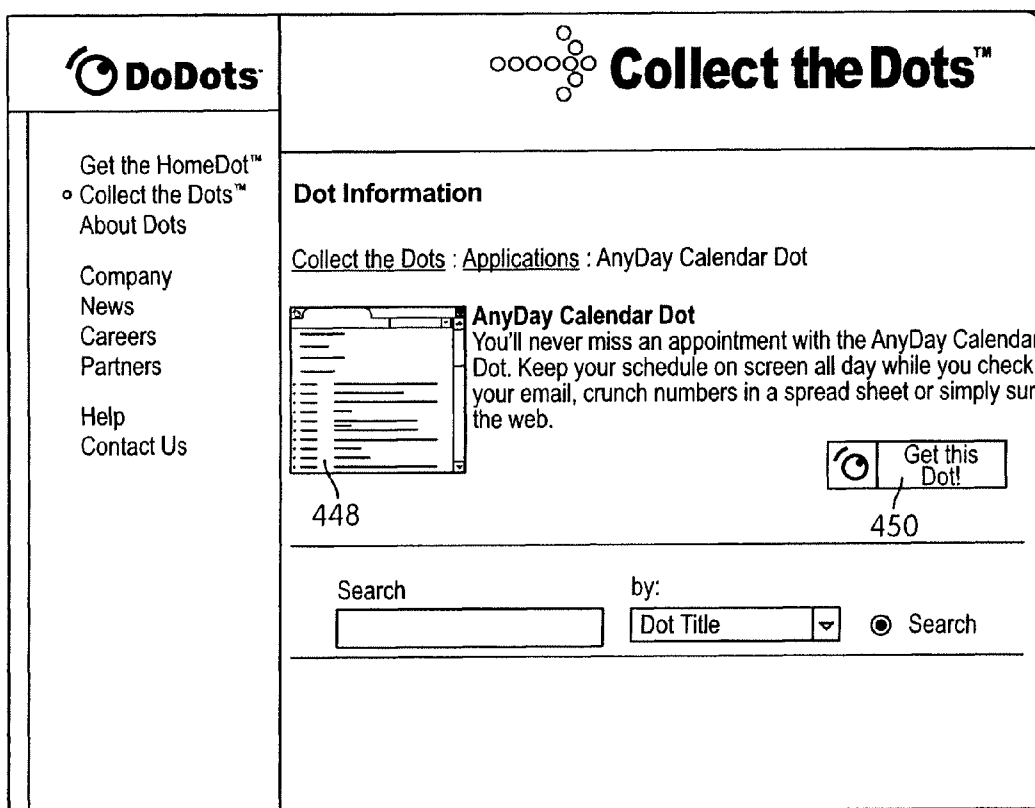 DoDots
Collect the Dots™
Get the HomeDot™
Collect the Dots™
About Dots
Company
News
Careers
Partners
Help
Contact Us
Dot Information
Collect the Dots : Applications : AnyDay Calendar Dot
AnyDay Calendar Dot
You'll never miss an appointment with the AnyDay Calendar
Dot. Keep your schedule on screen all day while you check
your email, crunch numbers in a spread sheet or simply sur
the web.
Get this
Dot!
448
450
Search
by:
Dot Title
Search